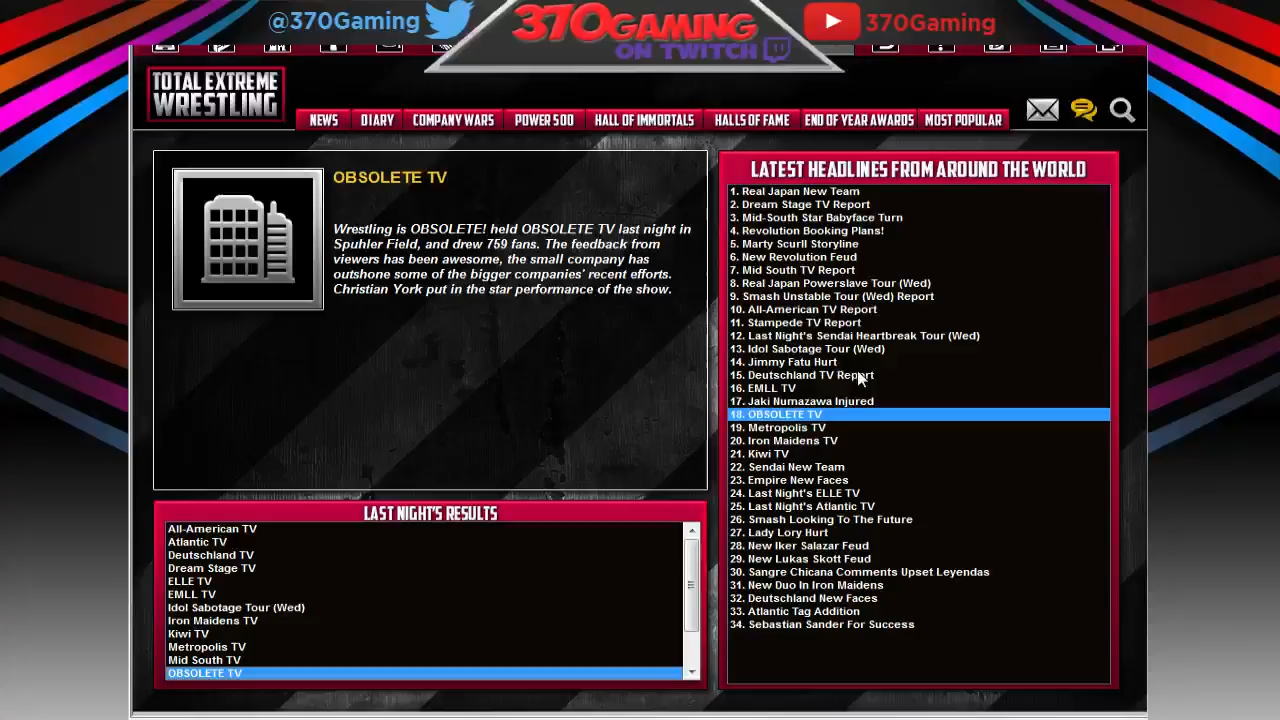 @370Gaming
370GAMING
ON TWITCH
370Gaming
TOTAL EXTREME
WRESTLING
NEWS
DIARY
COMPANY WARS
POWER 500
HALL OF IMMORTALS
HALLS OF FAME
END OF YEAR AWARDS
MOST POPULAR
OBSOLETE TV
Wrestling is OBSOLETE! held OBSOLETE TV last night in
Spuhler Field, and drew 759 fans. The feedback from
viewers has been awesome, the small company has
outshone some of the bigger companies' recent efforts.
Christian York put in the star performance of the show.
LATEST HEADLINES FROM AROUND THE WORLD
1. Real Japan New Team
2. Dream Stage TV Report
3. Mid-South Star Babyface Turn
4. Revolution Booking Plans!
5. Marty Scurll Storyline
6. New Revolution Feud
7. Mid South TV Report
8. Real Japan Powerslave Tour (Wed)
9. Smash Unstable Tour (Wed) Report
10. All-American TV Report
11. Stampede TV Report
12. Last Night's Sendai Heartbreak Tour (Wed)
13. Idol Sabotage Tour (Wed)
14. Jimmy Fatu Hurt
15. Deutschland TV Report
16. EMLL TV
17. Jaki Numazawa Injured
18. OBSOLETE TV
19. Metropolis TV
20. Iron Maidens TV
21. Kiwi TV
22. Sendai New Team
23. Empire New Faces
24. Last Night's ELLE TV
25. Last Night's Atlantic TV
26. Smash Looking To The Future
27. Lady Lory Hurt
28. New Iker Salazar Feud
29. New Lukas Skott Feud
30. Sangre Chicana Comments Upset Leyendas
31. New Duo In Iron Maidens
32. Deutschland New Faces
33. Atlantic Tag Addition
34. Sebastian Sander For Success
LAST NIGHT'S RESULTS
All-American TV
Atlantic TV
Deutschland TV
Dream Stage TV
ELLE TV
EMLL TV
Idol Sabotage Tour (Wed)
Iron Maidens TV
Kiwi TV
Metropolis TV
Mid South TV
OBSOLETE TV